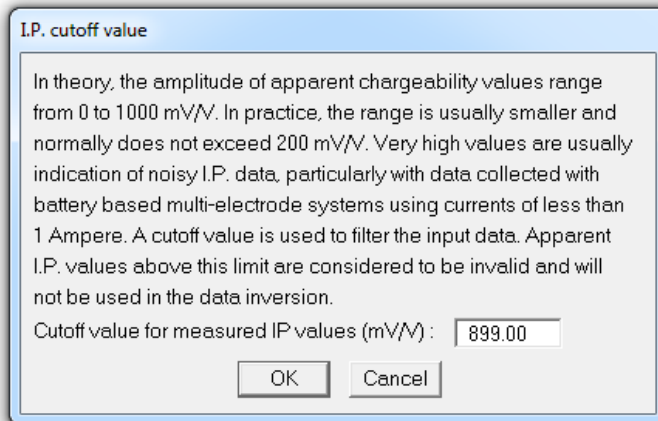 I.P. cutoff value
In theory, the amplitude of apparent chargeability values range
from 0 to 1000 mV/V. In practice, the range is usually smaller and
normally does not exceed 200 mV/V. Very high values are usually
indication of noisy I.P. data, particularly with data collected with
battery based multi-electrode systems using currents of less than
1 Ampere. A cutoff value is used to filter the input data. Apparent
I.P. values above this limit are considered to be invalid and will
not be used in the data inversion.
Cutoff value for measured IP values (mV/V) : 899.00
OK Cancel